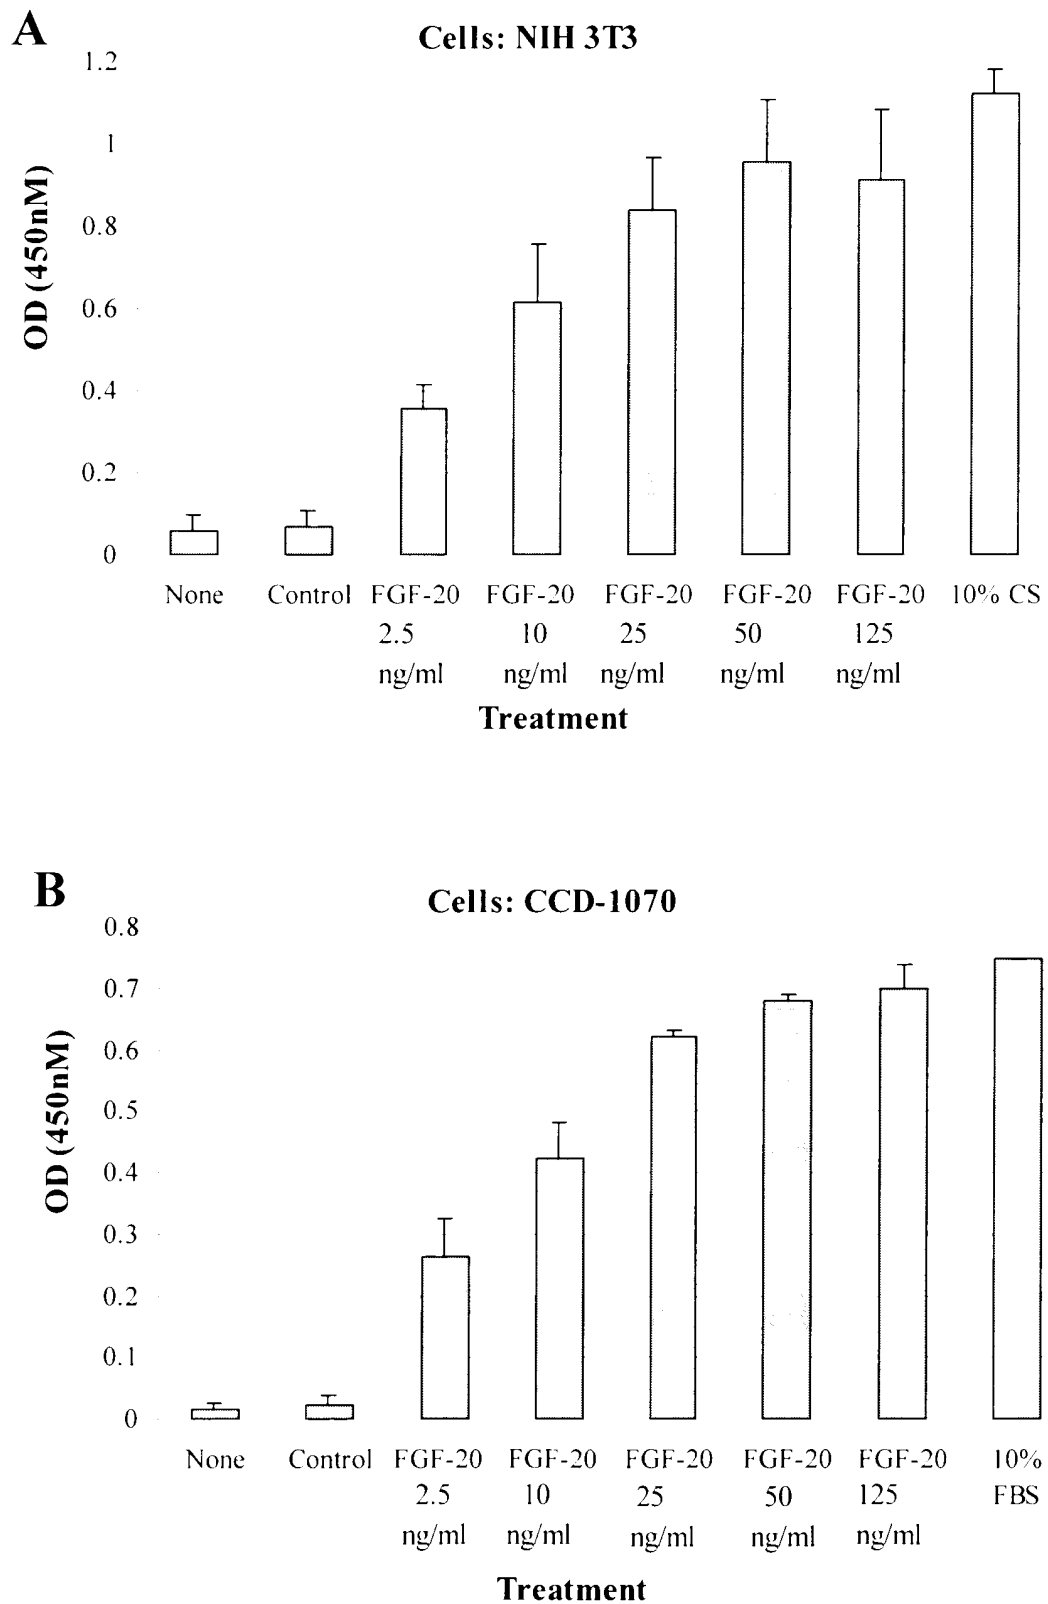 A
Cells: NIH 3T3
1.2
1
0.8
0.6
0.4
0.2
0
OD (450nM)
None Control FGF-20 FGF-20 FGF-20 FGF-20 FGF-20 10% CS
2.5 10 25 50 125
ng/ml ng/ml ng/ml ng/ml ng/ml
Treatment
B
Cells: CCD-1070
0.8
0.7
0.6
0.5
0.4
0.3
0.2
0.1
0
OD (450nM)
None Control FGF-20 FGF-20 FGF-20 FGF-20 FGF-20 10%
2.5 10 25 50 125 FBS
ng/ml ng/ml ng/ml ng/ml ng/ml
Treatment